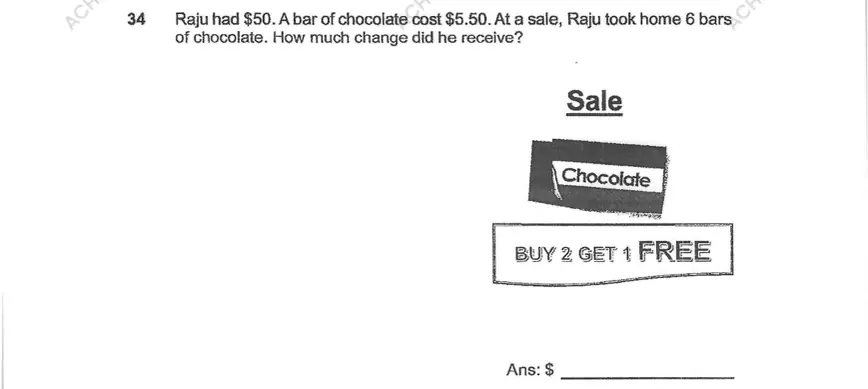 34 Raju had $50. A bar of chocolate cost $5.50. At a sale, Raju took home 6 bars
of chocolate. How much change did he receive?
Sale
Chocolate
BUY 2 GET 1 FREE
Ans: $